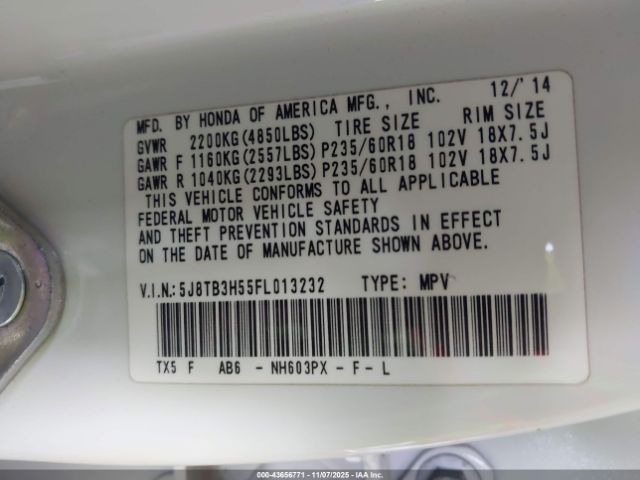 MFD. BY HONDA OF AMERICA MFG., INC. 12/'14
GVWR 2200KG(4850LBS) TIRE SIZE RIM SIZE
GAWR F 1160KG(2557LBS)P235/60R18 102V 18X7.5J
GAWR R 1040KG(2293LBS)P235/60R18 102V 18X7.5J
THIS VEHICLE CONFORMS TO ALL APPLICABLE
FEDERAL MOTOR VEHICLE SAFETY
AND THEFT PREVENTION STANDARDS IN EFFECT
ON THE DATE OF MANUFACTURE SHOWN ABOVE.
V.I.N.:5J8TB3H55FL013232 TYPE: MPV
TX5 F AB6 - NH603PX - F - L
000-43656771 - 11/07/2025 - IAAI.COM